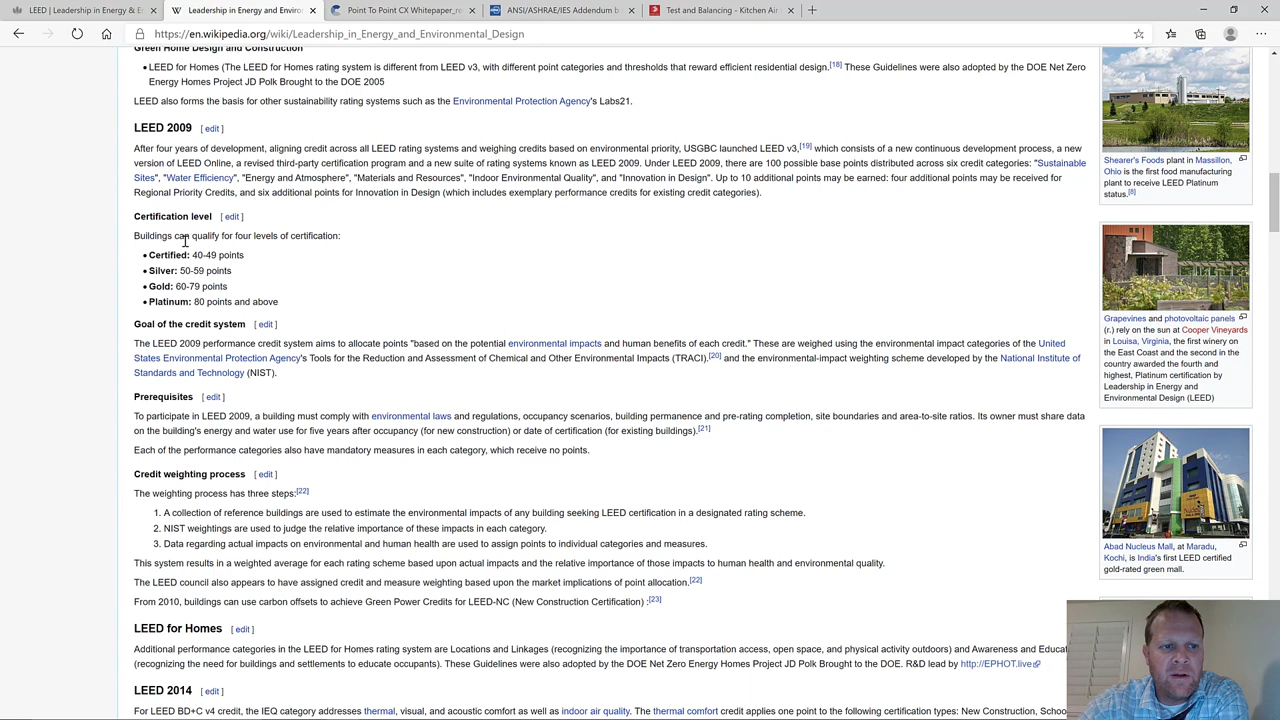 LEED | Leadership in Energy & E
Leadership in Energy and Enviro
Point To Point CX Whitepaper_re
ANSI/ASHRAE/IES Addendum b
Test and Balancing - Kitchen Air
https://en.wikipedia.org/wiki/Leadership_in_Energy_and_Environmental_Design
Green Home Design and Construction
• LEED for Homes (The LEED for Homes rating system is different from LEED v3, with different point categories and thresholds that reward efficient residential design.[18] These Guidelines were also adopted by the DOE Net Zero
Energy Homes Project JD Polk Brought to the DOE 2005
LEED also forms the basis for other sustainability rating systems such as the Environmental Protection Agency's Labs21.
LEED 2009 [ edit ]
After four years of development, aligning credit across all LEED rating systems and weighing credits based on environmental priority, USGBC launched LEED v3,[19] which consists of a new continuous development process, a new
version of LEED Online, a revised third-party certification program and a new suite of rating systems known as LEED 2009. Under LEED 2009, there are 100 possible base points distributed across six credit categories: "Sustainable
Sites", "Water Efficiency", "Energy and Atmosphere", "Materials and Resources", "Indoor Environmental Quality", and "Innovation in Design". Up to 10 additional points may be earned: four additional points may be received for
Regional Priority Credits, and six additional points for Innovation in Design (which includes exemplary performance credits for existing credit categories).
Certification level [ edit ]
Buildings can qualify for four levels of certification:
• Certified: 40-49 points
• Silver: 50-59 points
• Gold: 60-79 points
• Platinum: 80 points and above
Goal of the credit system [ edit ]
The LEED 2009 performance credit system aims to allocate points "based on the potential environmental impacts and human benefits of each credit." These are weighed using the environmental impact categories of the United
States Environmental Protection Agency's Tools for the Reduction and Assessment of Chemical and Other Environmental Impacts (TRACI),[20] and the environmental-impact weighting scheme developed by the National Institute of
Standards and Technology (NIST).
Prerequisites [ edit ]
To participate in LEED 2009, a building must comply with environmental laws and regulations, occupancy scenarios, building permanence and pre-rating completion, site boundaries and area-to-site ratios. Its owner must share data
on the building's energy and water use for five years after occupancy (for new construction) or date of certification (for existing buildings).[21]
Each of the performance categories also have mandatory measures in each category, which receive no points.
Credit weighting process [ edit ]
The weighting process has three steps:[22]
1. A collection of reference buildings are used to estimate the environmental impacts of any building seeking LEED certification in a designated rating scheme.
2. NIST weightings are used to judge the relative importance of these impacts in each category.
3. Data regarding actual impacts on environmental and human health are used to assign points to individual categories and measures.
This system results in a weighted average for each rating scheme based upon actual impacts and the relative importance of those impacts to human health and environmental quality.
The LEED council also appears to have assigned credit and measure weighting based upon the market implications of point allocation.[22]
From 2010, buildings can use carbon offsets to achieve Green Power Credits for LEED-NC (New Construction Certification) :[23]
LEED for Homes [ edit ]
Additional performance categories in the LEED for Homes rating system are Locations and Linkages (recognizing the importance of transportation access, open space, and physical activity outdoors) and Awareness and Educat
(recognizing the need for buildings and settlements to educate occupants). These Guidelines were also adopted by the DOE Net Zero Energy Homes Project JD Polk Brought to the DOE. R&D lead by http://EPHOT.live
LEED 2014 [ edit ]
For LEED BD+C v4 credit, the IEQ category addresses thermal, visual, and acoustic comfort as well as indoor air quality. The thermal comfort credit applies one point to the following certification types: New Construction, Schoo
Shearer's Foods plant in Massillon,
Ohio is the first food manufacturing
plant to receive LEED Platinum
status.[8]
Grapevines and photovoltaic panels
(r.) rely on the sun at Cooper Vineyards
in Louisa, Virginia, the first winery on
the East Coast and the second in the
country awarded the fourth and
highest, Platinum certification by
Leadership in Energy and
Environmental Design (LEED)
Abad Nucleus Mall, at Maradu,
Kochi, is India's first LEED certified
gold-rated green mall.